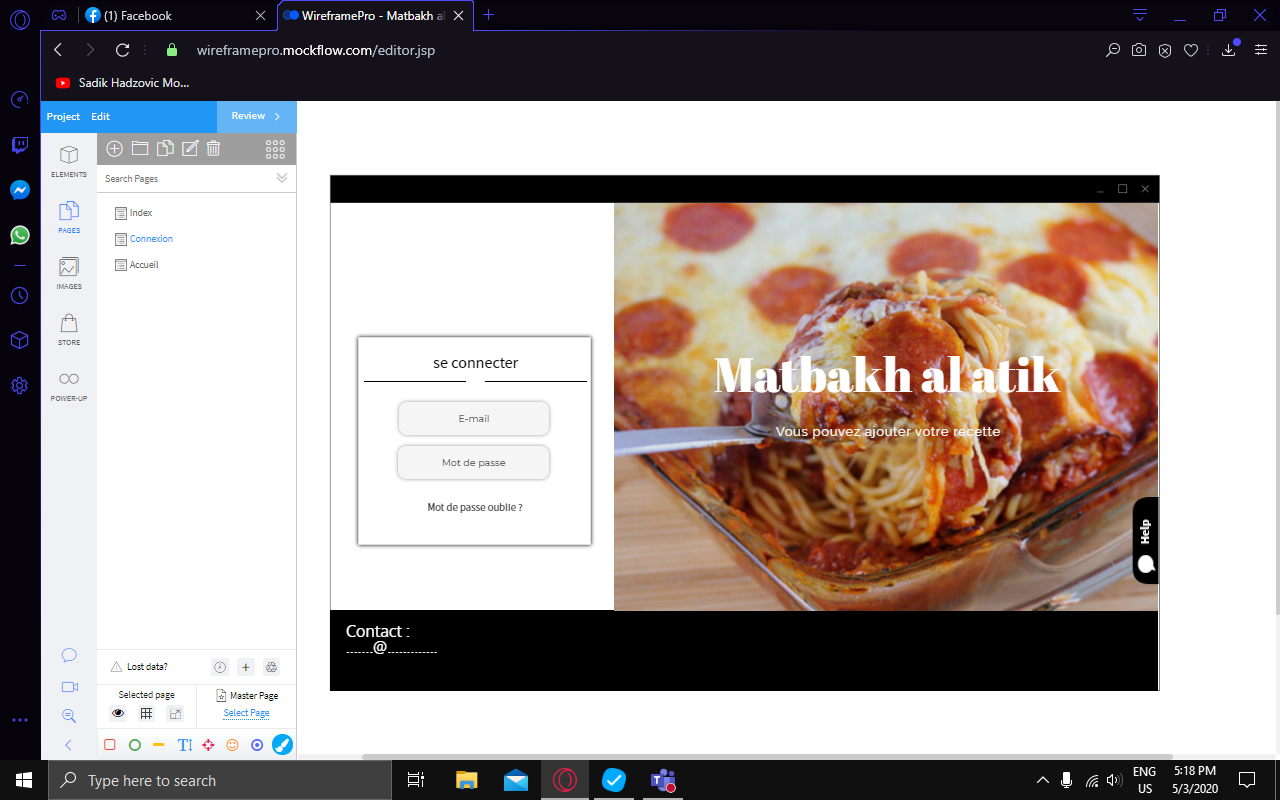 (1) Facebook
WireframePro - Matbakh al
wireframepro.mockflow.com/editor.jsp
Sadik Hadzovic Mo...
Project Edit Review
ELEMENTS
PAGES
IMAGES
STORE
POWER-UP
Search Pages
Index
Connexion
Accueil
Lost data?
Selected page
Master Page
Select Page
se connecter
E-mail
Mot de passe
Mot de passe oublie ?
Matbakh al atik
Vous pouvez ajouter votre recette
Help
Contact :
-------@-------------
Type here to search
ENG
US
5:18 PM
5/3/2020